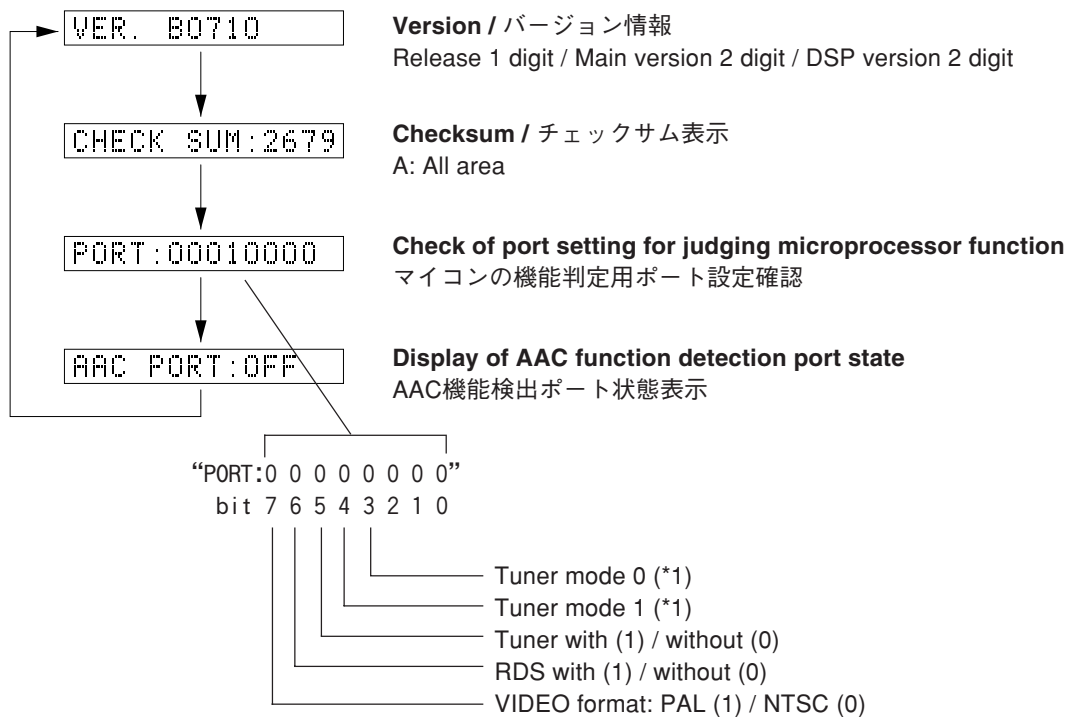 VER. B0710
Version / バージョン情報
Release 1 digit / Main version 2 digit / DSP version 2 digit
CHECK SUM:2679
Checksum / チェックサム表示
A: All area
PORT:00010000
Check of port setting for judging microprocessor function
マイコンの機能判定用ポート設定確認
AAC PORT:OFF
Display of AAC function detection port state
AAC機能検出ポート状態表示
“PORT:0 0 0 0 0 0 0 0”
bit 7 6 5 4 3 2 1 0
Tuner mode 0 (*1)
Tuner mode 1 (*1)
Tuner with (1) / without (0)
RDS with (1) / without (0)
VIDEO format: PAL (1) / NTSC (0)